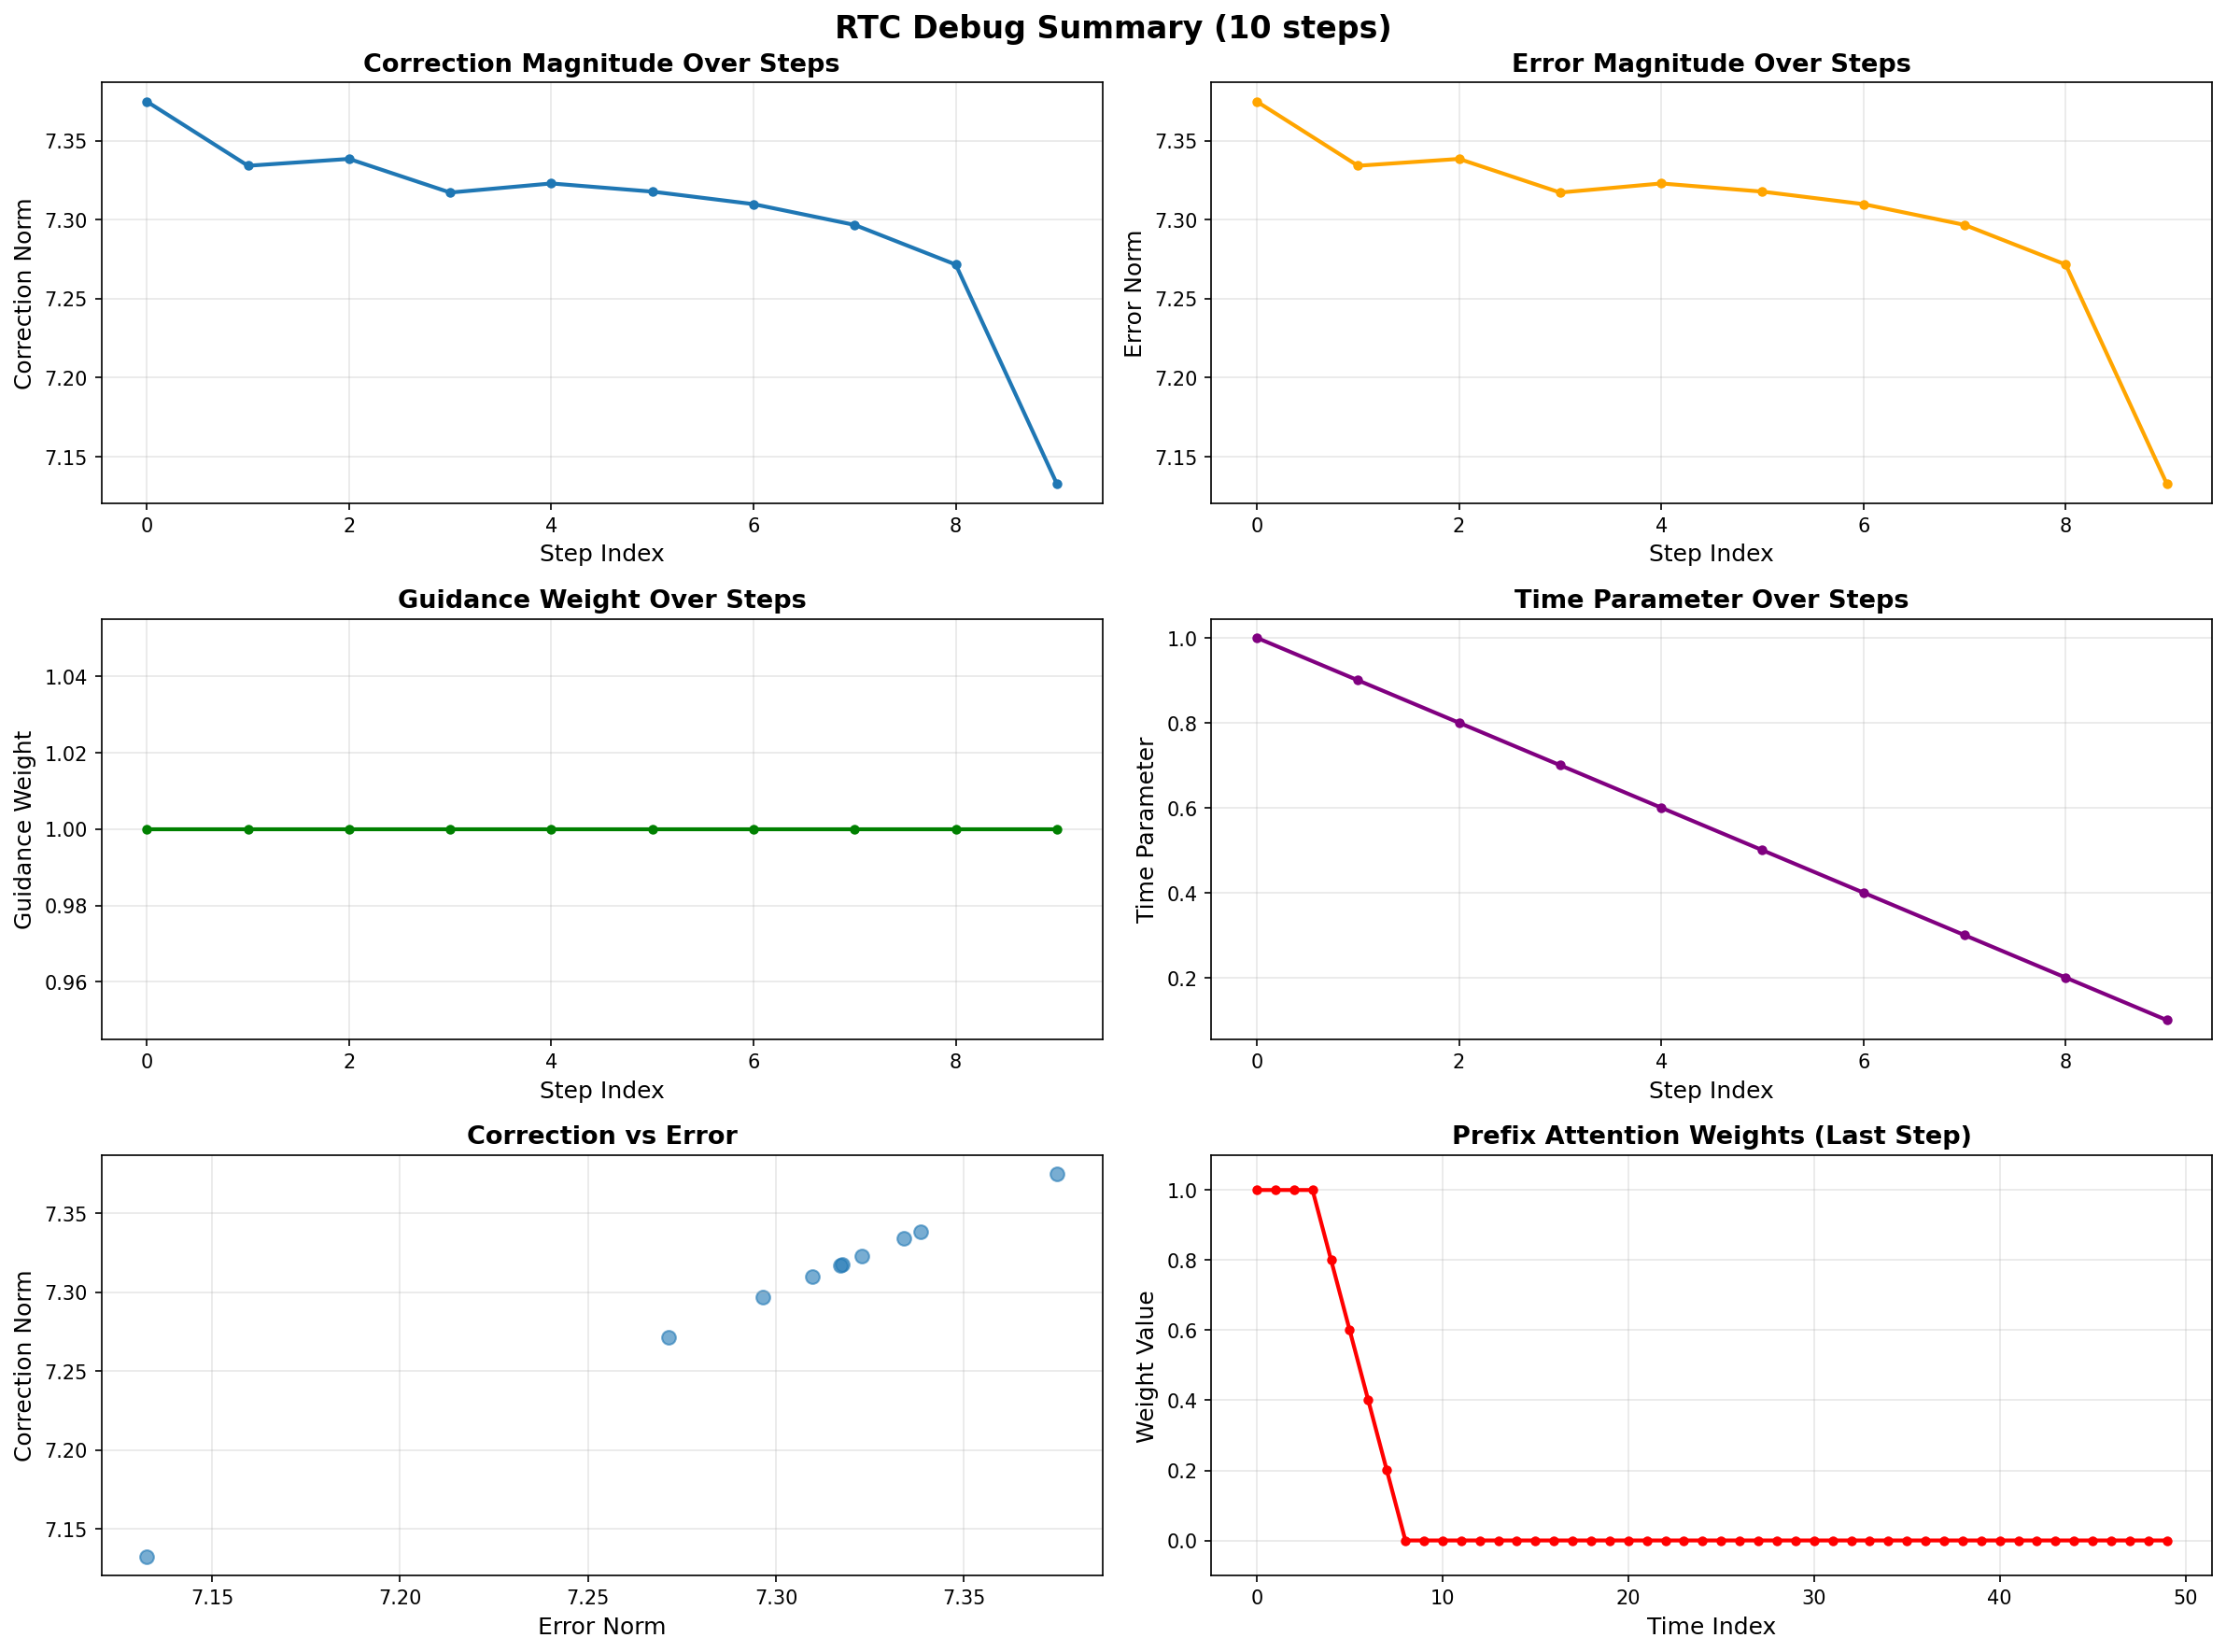 RTC Debug Summary (10 steps)
Correction Magnitude Over Steps
Correction Norm
7.35
7.30
7.25
7.20
7.15
0 2 4 6 8
Step Index
Error Magnitude Over Steps
Error Norm
7.35
7.30
7.25
7.20
7.15
0 2 4 6 8
Step Index
Guidance Weight Over Steps
Guidance Weight
1.04
1.02
1.00
0.98
0.96
0 2 4 6 8
Step Index
Time Parameter Over Steps
Time Parameter
1.0
0.8
0.6
0.4
0.2
0 2 4 6 8
Step Index
Correction vs Error
Correction Norm
7.35
7.30
7.25
7.20
7.15
7.15 7.20 7.25 7.30 7.35
Error Norm
Prefix Attention Weights (Last Step)
Weight Value
1.0
0.8
0.6
0.4
0.2
0.0
0 10 20 30 40 50
Time Index